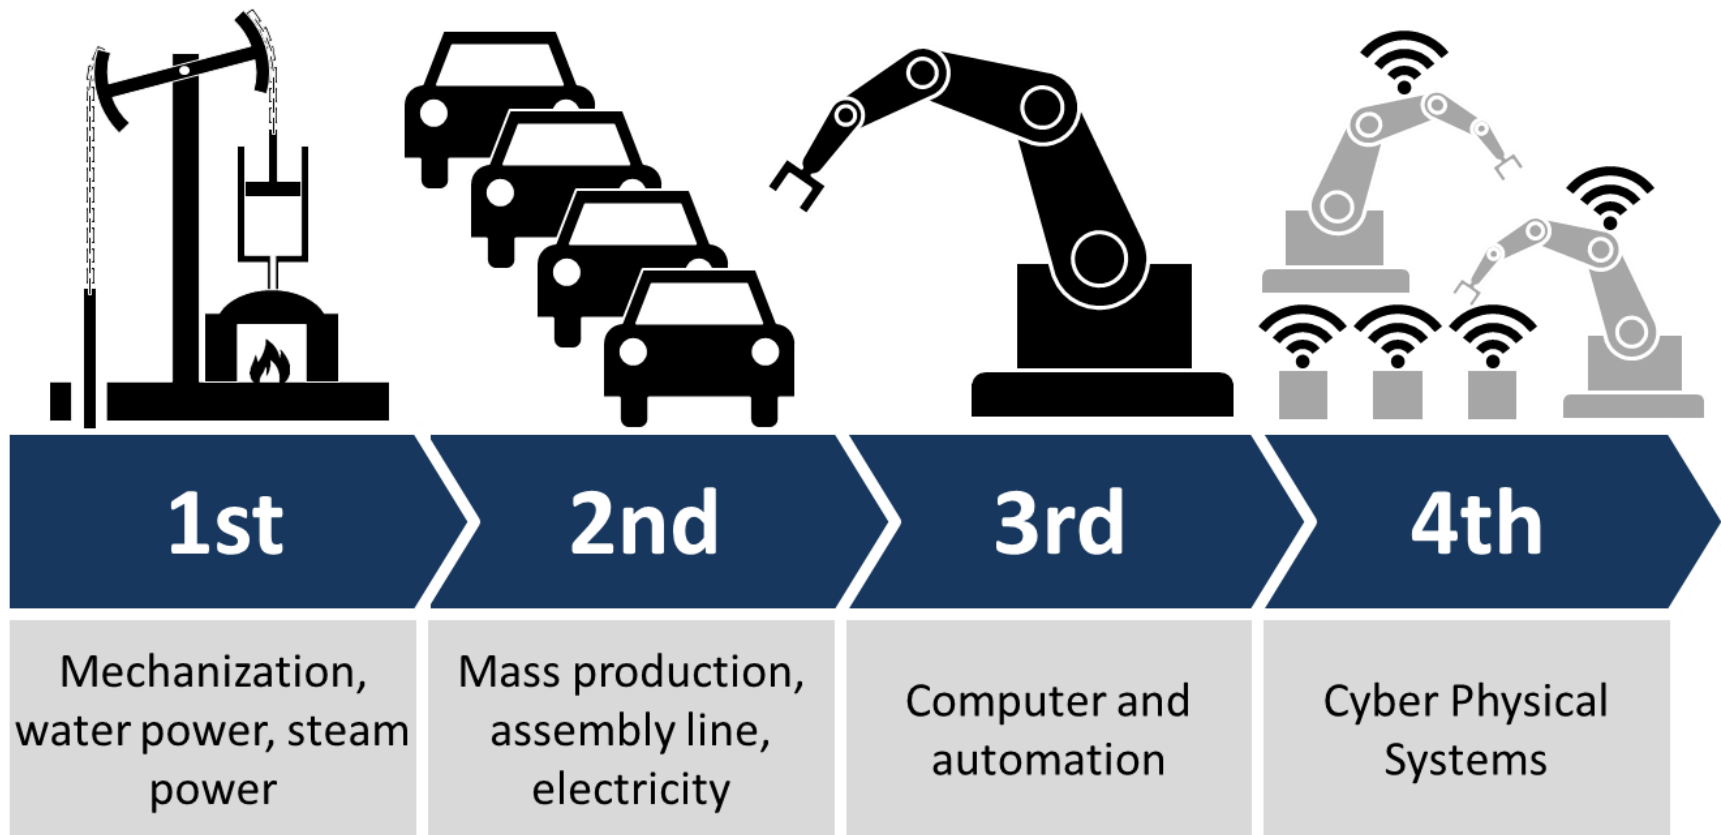 1st
2nd
3rd
4th
Mechanization,
water power, steam
power
Mass production,
assembly line,
electricity
Computer and
automation
Cyber Physical
Systems